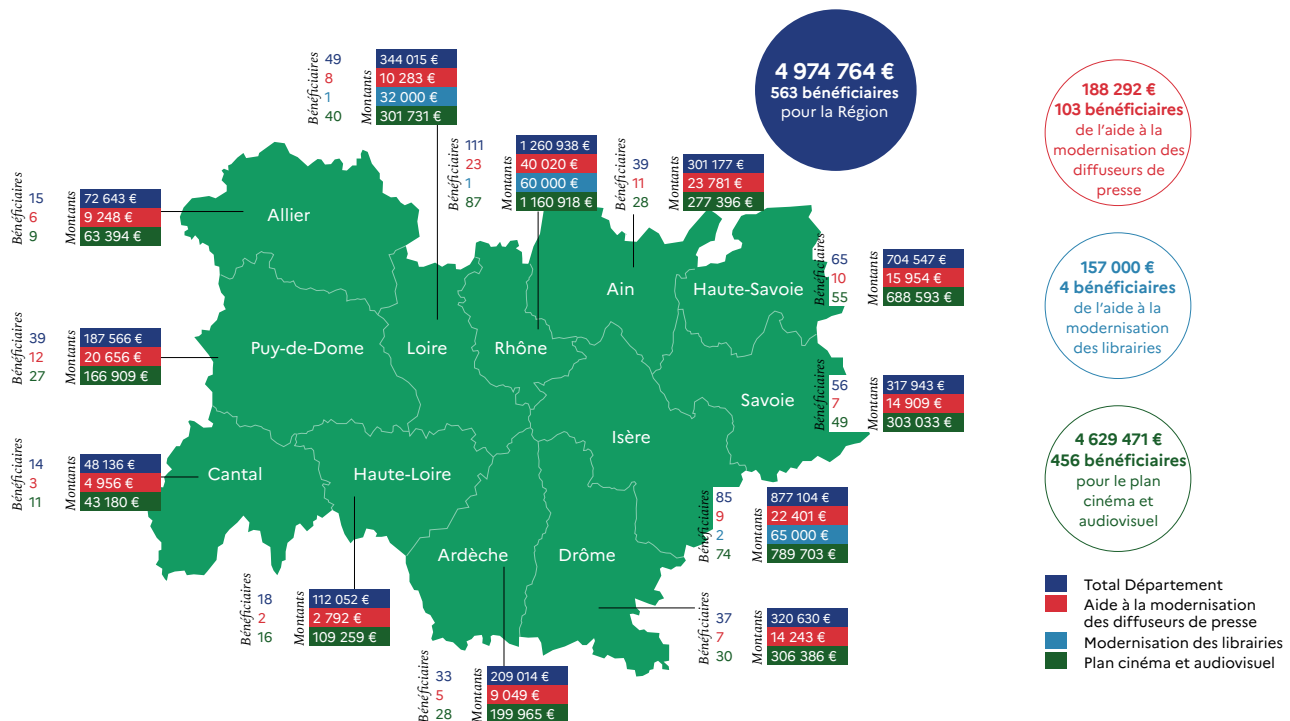 4 974 764 €
563 bénéficiaires
pour la Région
188 292 €
103 bénéficiaires
de l'aide à la
modernisation des
diffuseurs de
presse
157 000 €
4 bénéficiaires
de l'aide à la
modernisation
des librairies
4 629 471 €
456 bénéficiaires
pour le plan
cinéma et
audiovisuel
Total Département
Aide à la modernisation
des diffuseurs de presse
Modernisation des librairies
Plan cinéma et audiovisuel
Bénéficiaires
49
8
1
40
Montants
344 015 €
10 283 €
32 000 €
301 731 €
Bénéficiaires
111
23
1
87
Montants
1 260 938 €
40 020 €
60 000 €
1 160 918 €
Bénéficiaires
39
11
28
Montants
301 177 €
23 781 €
277 396 €
Bénéficiaires
15
6
9
Montants
72 643 €
9 248 €
63 394 €
Allier
Bénéficiaires
65
10
55
Montants
704 547 €
15 954 €
688 593 €
Ain
Haute-Savoie
Bénéficiaires
39
12
27
Montants
187 566 €
20 656 €
166 909 €
Puy-de-Dome
Loire
Rhône
Bénéficiaires
56
7
49
Montants
317 943 €
14 909 €
303 033 €
Savoie
Isère
Bénéficiaires
14
3
11
Montants
48 136 €
4 956 €
43 180 €
Cantal
Haute-Loire
Bénéficiaires
85
9
2
74
Montants
877 104 €
22 401 €
65 000 €
789 703 €
Ardèche
Drôme
Bénéficiaires
18
2
16
Montants
112 052 €
2 792 €
109 259 €
Bénéficiaires
37
7
30
Montants
320 630 €
14 243 €
306 386 €
Bénéficiaires
33
5
28
Montants
209 014 €
9 049 €
199 965 €